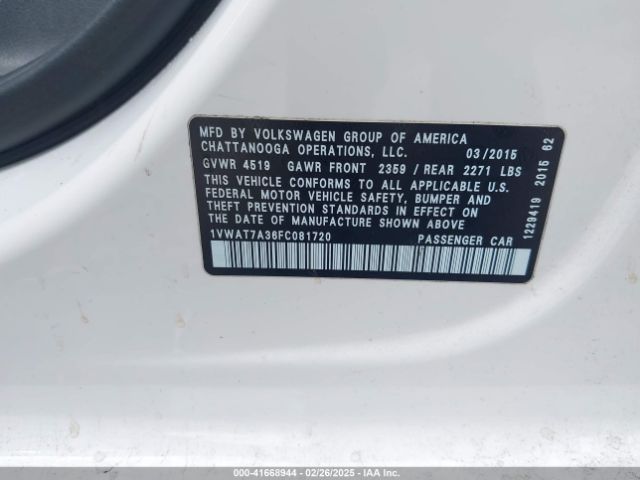 MFD BY VOLKSWAGEN GROUP OF AMERICA
CHATTANOOGA OPERATIONS, LLC. 03/2015
GVWR 4519 GAWR FRONT 2359 / REAR 2271 LBS
THIS VEHICLE CONFORMS TO ALL APPLICABLE U.S.
FEDERAL MOTOR VEHICLE SAFETY, BUMPER AND
THEFT PREVENTION STANDARDS IN EFFECT ON
THE DATE OF MANUFACTURE SHOWN ABOVE
1VWAT7A36FC081720 PASSENGER CAR
1229419 2015 62
000-41668944 | 02/26/2025 | IAA Inc.